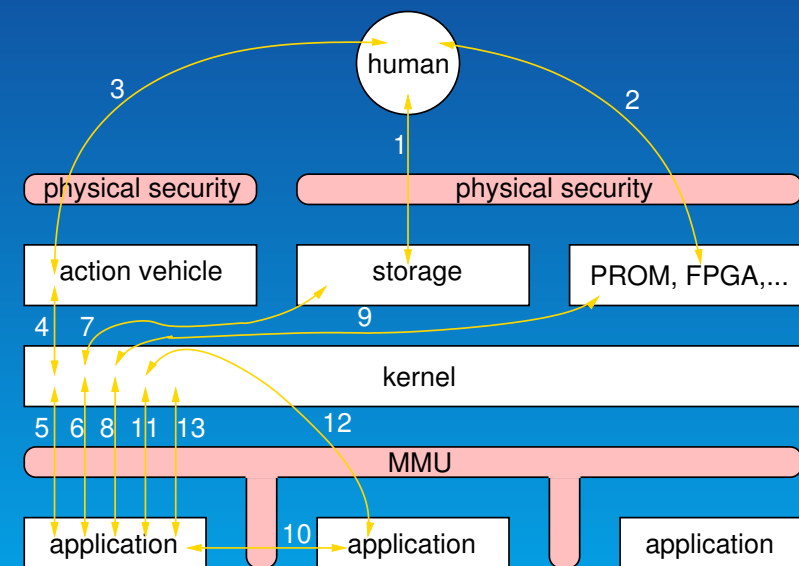 human
3
2
1
physical security
physical security
action vehicle
storage
PROM, FPGA,...
4
7
9
kernel
5
6
8
11
13
12
MMU
application
10
application
application